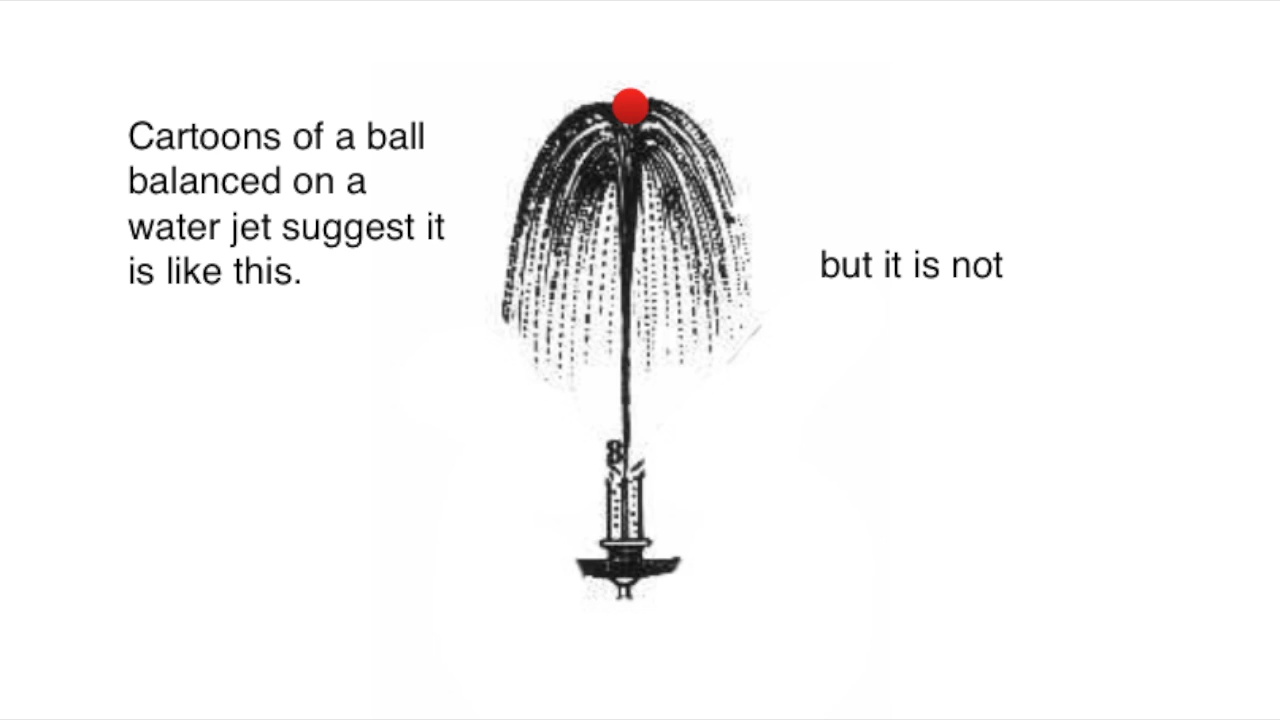 Cartoons of a ball
balanced on a
water jet suggest it
is like this.
but it is not